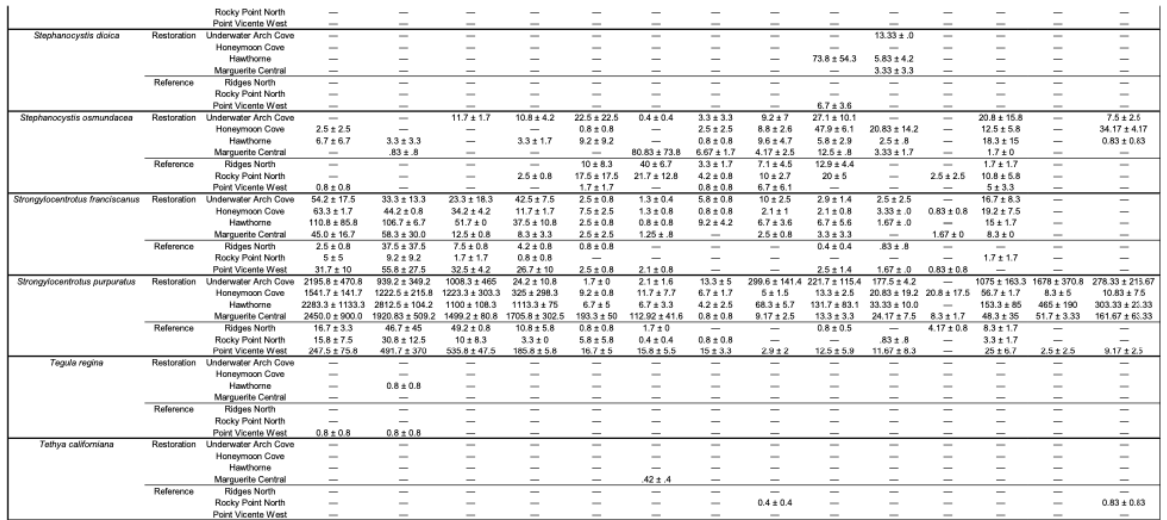 Rocky Point North — — — — — — — — — — — — — —
Point Vicente West — — — — — — — — — — — — — —
Stephanocystis dioica Restoration Underwater Arch Cove — — — — — — — — — 13.33 ± .0 — — — —
Honeymoon Cove — — — — — — — — — — — — — —
Hawthorne — — — — — — — — 73.8 ± 54.3 5.83 ± 4.2 — — — —
Marguerite Central — — — — — — — — — 3.33 ± 3.3 — — — —
Reference Ridges North — — — — — — — — — — — — — —
Rocky Point North — — — — — — — — — — — — — —
Point Vicente West — — — — — — — — 6.7 ± 3.6 — — — — —
Stephanocystis osmundacea Restoration Underwater Arch Cove — — 11.7 ± 1.7 10.8 ± 4.2 22.5 ± 22.5 0.4 ± 0.4 3.3 ± 3.3 9.2 ± 7 27.1 ± 10.1 — — 20.8 ± 15.8 — 7.5 ± 2.5
Honeymoon Cove 2.5 ± 2.5 — — — 0.8 ± 0.8 — 2.5 ± 2.5 8.8 ± 2.6 47.9 ± 6.1 20.83 ± 14.2 — 12.5 ± 5.8 — 34.17 ± 4.17
Hawthorne 6.7 ± 6.7 3.3 ± 3.3 — 3.3 ± 1.7 9.2 ± 9.2 — 0.8 ± 0.8 9.6 ± 4.7 5.8 ± 2.9 2.5 ± .8 — 18.3 ± 15 — 0.83 ± 0.83
Marguerite Central — .83 ± .8 — — — 80.83 ± 73.8 6.67 ± 1.7 4.17 ± 2.5 12.5 ± .8 3.33 ± 1.7 — 1.7 ± 0 — —
Reference Ridges North — — — — 10 ± 8.3 40 ± 6.7 3.3 ± 1.7 7.1 ± 4.5 12.9 ± 4.4 — — 1.7 ± 1.7 — —
Rocky Point North — — — 2.5 ± 0.8 17.5 ± 17.5 21.7 ± 12.8 4.2 ± 0.8 10 ± 2.7 20 ± 5 — 2.5 ± 2.5 10.8 ± 5.8 — —
Point Vicente West 0.8 ± 0.8 — — — 1.7 ± 1.7 — 0.8 ± 0.8 6.7 ± 6.1 — — — 5 ± 3.3 — —
Strongylocentrotus franciscanus Restoration Underwater Arch Cove 54.2 ± 17.5 33.3 ± 13.3 23.3 ± 18.3 42.5 ± 7.5 2.5 ± 0.8 1.3 ± 0.4 5.8 ± 0.8 10 ± 2.5 2.9 ± 1.4 2.5 ± 2.5 — 16.7 ± 8.3 — —
Honeymoon Cove 63.3 ± 1.7 44.2 ± 0.8 34.2 ± 4.2 11.7 ± 1.7 7.5 ± 2.5 1.3 ± 0.8 0.8 ± 0.8 2.1 ± 1 2.1 ± 0.8 3.33 ± .0 0.83 ± 0.8 19.2 ± 7.5 — —
Hawthorne 110.8 ± 85.8 106.7 ± 6.7 51.7 ± 0 37.5 ± 10.8 2.5 ± 0.8 0.8 ± 0.8 9.2 ± 4.2 6.7 ± 3.6 6.7 ± 5.6 1.67 ± .0 — 15 ± 1.7 — —
Marguerite Central 45.0 ± 16.7 58.3 ± 30.0 12.5 ± 0.8 8.3 ± 3.3 2.5 ± 2.5 1.25 ± .8 — 2.5 ± 0.8 3.3 ± 3.3 — 1.67 ± 0 8.3 ± 0 — —
Reference Ridges North 2.5 ± 0.8 37.5 ± 37.5 7.5 ± 0.8 4.2 ± 0.8 0.8 ± 0.8 — — — 0.4 ± 0.4 .83 ± .8 — — — —
Rocky Point North 5 ± 5 9.2 ± 9.2 1.7 ± 1.7 0.8 ± 0.8 — — — — — — — 1.7 ± 1.7 — —
Point Vicente West 31.7 ± 10 55.8 ± 27.5 32.5 ± 4.2 26.7 ± 10 2.5 ± 0.8 2.1 ± 0.8 — — 2.5 ± 1.4 1.67 ± .0 0.83 ± 0.8 — — —
Strongylocentrotus purpuratus Restoration Underwater Arch Cove 2195.8 ± 470.8 939.2 ± 349.2 1008.3 ± 465 24.2 ± 10.8 1.7 ± 0 2.1 ± 1.6 13.3 ± 5 299.6 ± 141.4 221.7 ± 115.4 177.5 ± 4.2 — 1075 ± 163.3 1678 ± 370.8 278.33 ± 216.67
Honeymoon Cove 1541.7 ± 141.7 1222.5 ± 215.8 1223.3 ± 303.3 325 ± 298.3 9.2 ± 0.8 11.7 ± 7.7 6.7 ± 1.7 5 ± 1.5 13.3 ± 2.5 20.83 ± 19.2 20.8 ± 17.5 56.7 ± 1.7 8.3 ± 5 10.83 ± 7.5
Hawthorne 2283.3 ± 1133.3 2812.5 ± 104.2 1100 ± 108.3 1113.3 ± 75 6.7 ± 5 6.7 ± 3.3 4.2 ± 2.5 68.3 ± 5.7 131.7 ± 83.1 33.33 ± 10.0 — 153.3 ± 85 465 ± 190 303.33 ± 23.33
Marguerite Central 2450.0 ± 900.0 1920.83 ± 509.2 1499.2 ± 80.8 1705.8 ± 302.5 193.3 ± 50 112.92 ± 41.6 0.8 ± 0.8 9.17 ± 2.5 13.3 ± 3.3 24.17 ± 7.5 8.3 ± 1.7 48.3 ± 35 51.7 ± 3.33 161.67 ± 63.33
Reference Ridges North 16.7 ± 3.3 46.7 ± 45 49.2 ± 0.8 10.8 ± 5.8 0.8 ± 0.8 1.7 ± 0 — — 0.8 ± 0.5 — 4.17 ± 0.8 8.3 ± 1.7 — —
Rocky Point North 15.8 ± 7.5 30.8 ± 12.5 10 ± 8.3 3.3 ± 0 5.8 ± 5.8 0.4 ± 0.4 0.8 ± 0.8 — — .83 ± .8 — 3.3 ± 1.7 — —
Point Vicente West 247.5 ± 75.8 491.7 ± 370 535.8 ± 47.5 185.8 ± 5.8 16.7 ± 5 15.8 ± 5.5 15 ± 3.3 2.9 ± 2 12.5 ± 5.9 11.67 ± 8.3 — 25 ± 6.7 2.5 ± 2.5 9.17 ± 2.5
Tegula regina Restoration Underwater Arch Cove — — — — — — — — — — — — — —
Honeymoon Cove — — — — — — — — — — — — — —
Hawthorne — 0.8 ± 0.8 — — — — — — — — — — — —
Marguerite Central — — — — — — — — — — — — — —
Reference Ridges North — — — — — — — — — — — — — —
Rocky Point North — — — — — — — — — — — — — —
Point Vicente West 0.8 ± 0.8 0.8 ± 0.8 — — — — — — — — — — — —
Tethya californiana Restoration Underwater Arch Cove — — — — — — — — — — — — — —
Honeymoon Cove — — — — — — — — — — — — — —
Hawthorne — — — — — — — — — — — — — —
Marguerite Central — — — — — .42 ± .4 — — — — — — — —
Reference Ridges North — — — — — — — — — — — — — —
Rocky Point North — — — — — — — 0.4 ± 0.4 — — — — — 0.83 ± 0.83
Point Vicente West — — — — — — — — — — — — — —